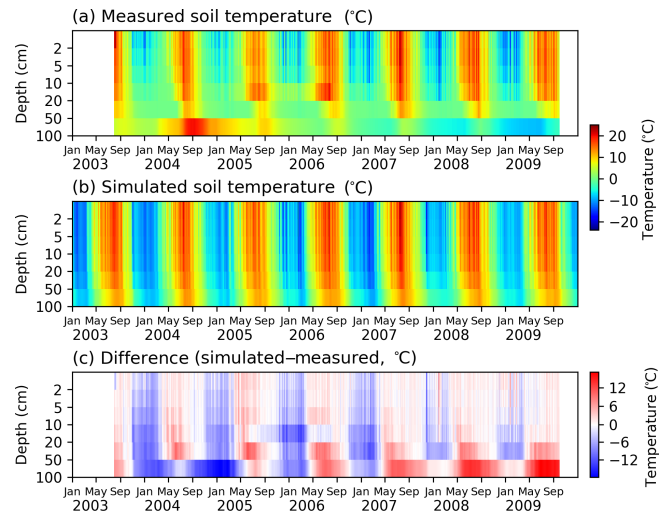 (a) Measured soil temperature (°C)
Depth (cm)
2
5
10
20
50
100
Jan May Sep Jan May Sep Jan May Sep Jan May Sep Jan May Sep Jan May Sep Jan May Sep
2003 2004 2005 2006 2007 2008 2009
(b) Simulated soil temperature (°C)
Depth (cm)
2
5
10
20
50
100
Jan May Sep Jan May Sep Jan May Sep Jan May Sep Jan May Sep Jan May Sep Jan May Sep
2003 2004 2005 2006 2007 2008 2009
20
10
0
−10
−20
Temperature (°C)
(c) Difference (simulated–measured, °C)
Depth (cm)
2
5
10
20
50
100
Jan May Sep Jan May Sep Jan May Sep Jan May Sep Jan May Sep Jan May Sep Jan May Sep
2003 2004 2005 2006 2007 2008 2009
12
6
0
−6
−12
Temperature (°C)